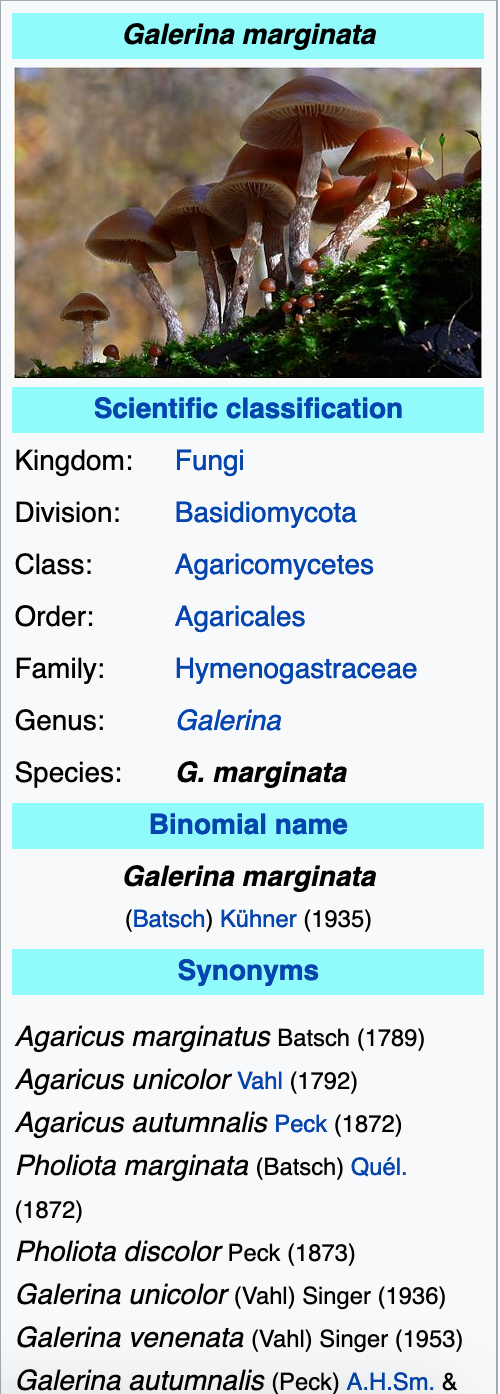 Galerina marginata
Scientific classification
Kingdom: Fungi
Division: Basidiomycota
Class: Agaricomycetes
Order: Agaricales
Family: Hymenogastraceae
Genus: Galerina
Species: G. marginata
Binomial name
Galerina marginata
(Batsch) Kühner (1935)
Synonyms
Agaricus marginatus Batsch (1789)
Agaricus unicolor Vahl (1792)
Agaricus autumnalis Peck (1872)
Pholiota marginata (Batsch) Quél.
(1872)
Pholiota discolor Peck (1873)
Galerina unicolor (Vahl) Singer (1936)
Galerina venenata (Vahl) Singer (1953)
Galerina autumnalis (Peck) A.H.Sm. &